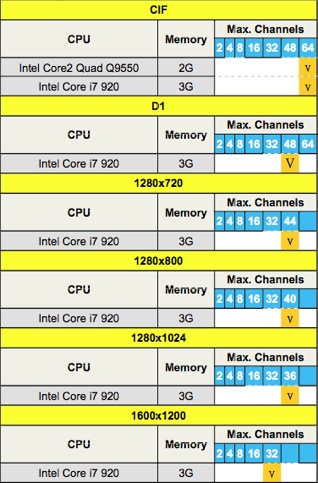 CIF
CPU Memory Max. Channels
2 4 8 16 32 48 64
Intel Core2 Quad Q9550 2G v
Intel Core i7 920 3G v
D1
CPU Memory Max. Channels
2 4 8 16 32 48 64
Intel Core i7 920 3G V
1280x720
CPU Memory Max. Channels
2 4 8 16 32 44
Intel Core i7 920 3G v
1280x800
CPU Memory Max. Channels
2 4 8 16 32 40
Intel Core i7 920 3G v
1280x1024
CPU Memory Max. Channels
2 4 8 16 32 36
Intel Core i7 920 3G v
1600x1200
CPU Memory Max. Channels
2 4 8 16 32
Intel Core i7 920 3G v